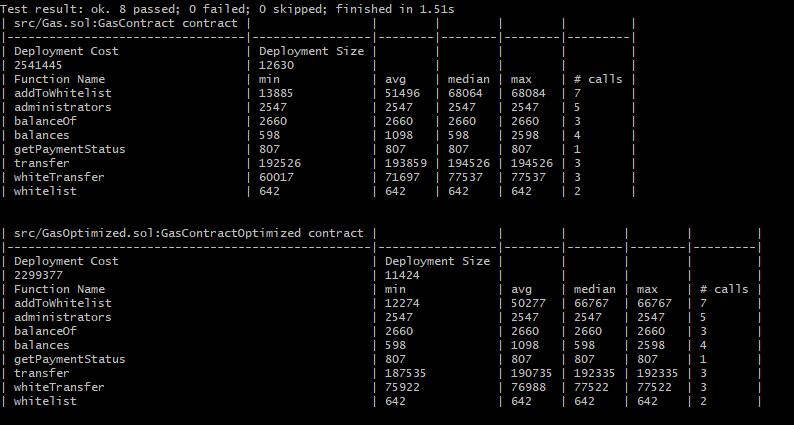 Test result: ok. 8 passed; 0 failed; 0 skipped; finished in 1.51s
| src/Gas.sol:GasContract contract |                 |        |        |        |         |
|----------------------------------|-----------------|--------|--------|--------|---------|
| Deployment Cost                  | Deployment Size |        |        |        |         |
| 2541445                          | 12630           |        |        |        |         |
| Function Name                    | min             | avg    | median | max    | # calls |
| addToWhitelist                   | 13885           | 51496  | 68064  | 68084  | 7       |
| administrators                   | 2547            | 2547   | 2547   | 2547   | 5       |
| balanceOf                        | 2660            | 2660   | 2660   | 2660   | 3       |
| balances                         | 598             | 1098   | 598    | 2598   | 4       |
| getPaymentStatus                 | 807             | 807    | 807    | 807    | 1       |
| transfer                         | 192526          | 193859 | 194526 | 194526 | 3       |
| whiteTransfer                    | 60017           | 71697  | 77537  | 77537  | 3       |
| whitelist                        | 642             | 642    | 642    | 642    | 2       |
| src/GasOptimized.sol:GasContractOptimized contract |                 |        |        |        |         |
|----------------------------------------------------|-----------------|--------|--------|--------|---------|
| Deployment Cost                                    | Deployment Size |        |        |        |         |
| 2299377                                            | 11424           |        |        |        |         |
| Function Name                                      | min             | avg    | median | max    | # calls |
| addToWhitelist                                     | 12274           | 50277  | 66767  | 66767  | 7       |
| administrators                                     | 2547            | 2547   | 2547   | 2547   | 5       |
| balanceOf                                          | 2660            | 2660   | 2660   | 2660   | 3       |
| balances                                           | 598             | 1098   | 598    | 2598   | 4       |
| getPaymentStatus                                   | 807             | 807    | 807    | 807    | 1       |
| transfer                                           | 187535          | 190735 | 192335 | 192335 | 3       |
| whiteTransfer                                      | 75922           | 76988  | 77522  | 77522  | 3       |
| whitelist                                          | 642             | 642    | 642    | 642    | 2       |